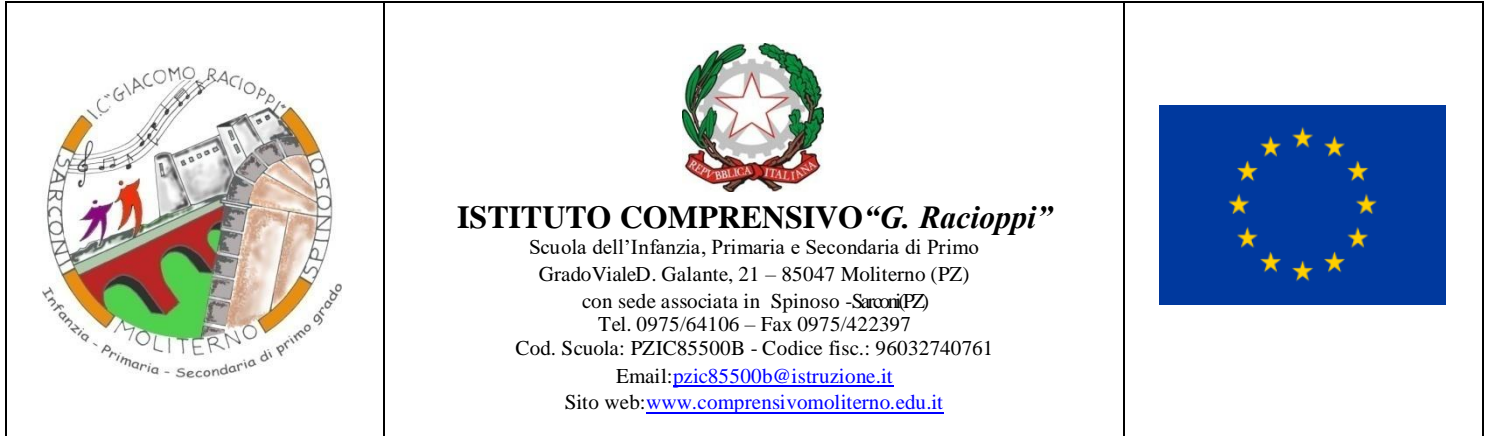 I.C."GIACOMO RACIOPPI"
SARCONI
SPINOSO
MOLITERNO
Infanzia - Primaria - Secondaria di primo grado
REPVBBLICA ITALIANA
ISTITUTO COMPRENSIVO“G. Racioppi”
Scuola dell’Infanzia, Primaria e Secondaria di Primo
GradoVialeD. Galante, 21 – 85047 Moliterno (PZ)
con sede associata in Spinoso -Sarconi(PZ)
Tel. 0975/64106 – Fax 0975/422397
Cod. Scuola: PZIC85500B - Codice fisc.: 96032740761
Email:pzic85500b@istruzione.it
Sito web:www.comprensivomoliterno.edu.it